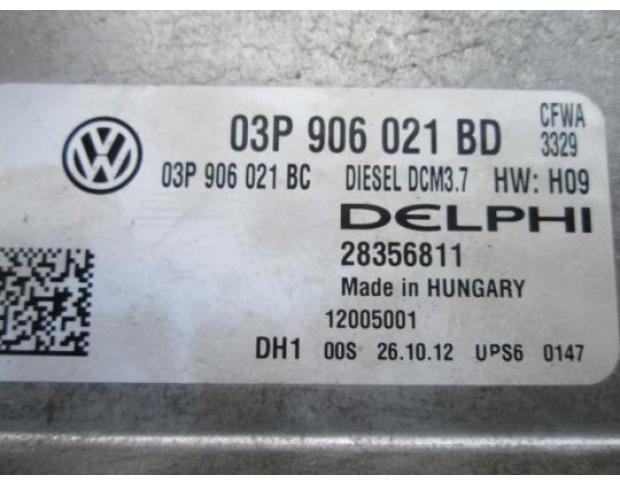 VW
03P 906 021 BD CFWA
3329
03P 906 021 BC DIESEL DCM3.7 HW: H09
DELPHI
28356811
Made in HUNGARY
12005001
DH1 00S 26.10.12 UPS6 0147